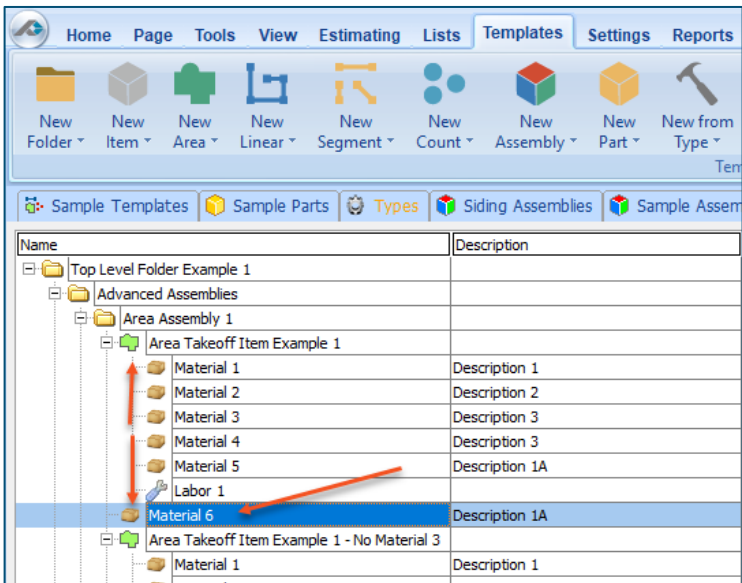 Home Page Tools View Estimating Lists Templates Settings Reports
New Folder New Item New Area New Linear New Segment New Count New Assembly New Part New from Type
Tem
Sample Templates Sample Parts Types Siding Assemblies Sample Assem
Name Description
Top Level Folder Example 1
Advanced Assemblies
Area Assembly 1
Area Takeoff Item Example 1
Material 1 Description 1
Material 2 Description 2
Material 3 Description 3
Material 4 Description 3
Material 5 Description 1A
Labor 1
Material 6 Description 1A
Area Takeoff Item Example 1 - No Material 3
Material 1 Description 1